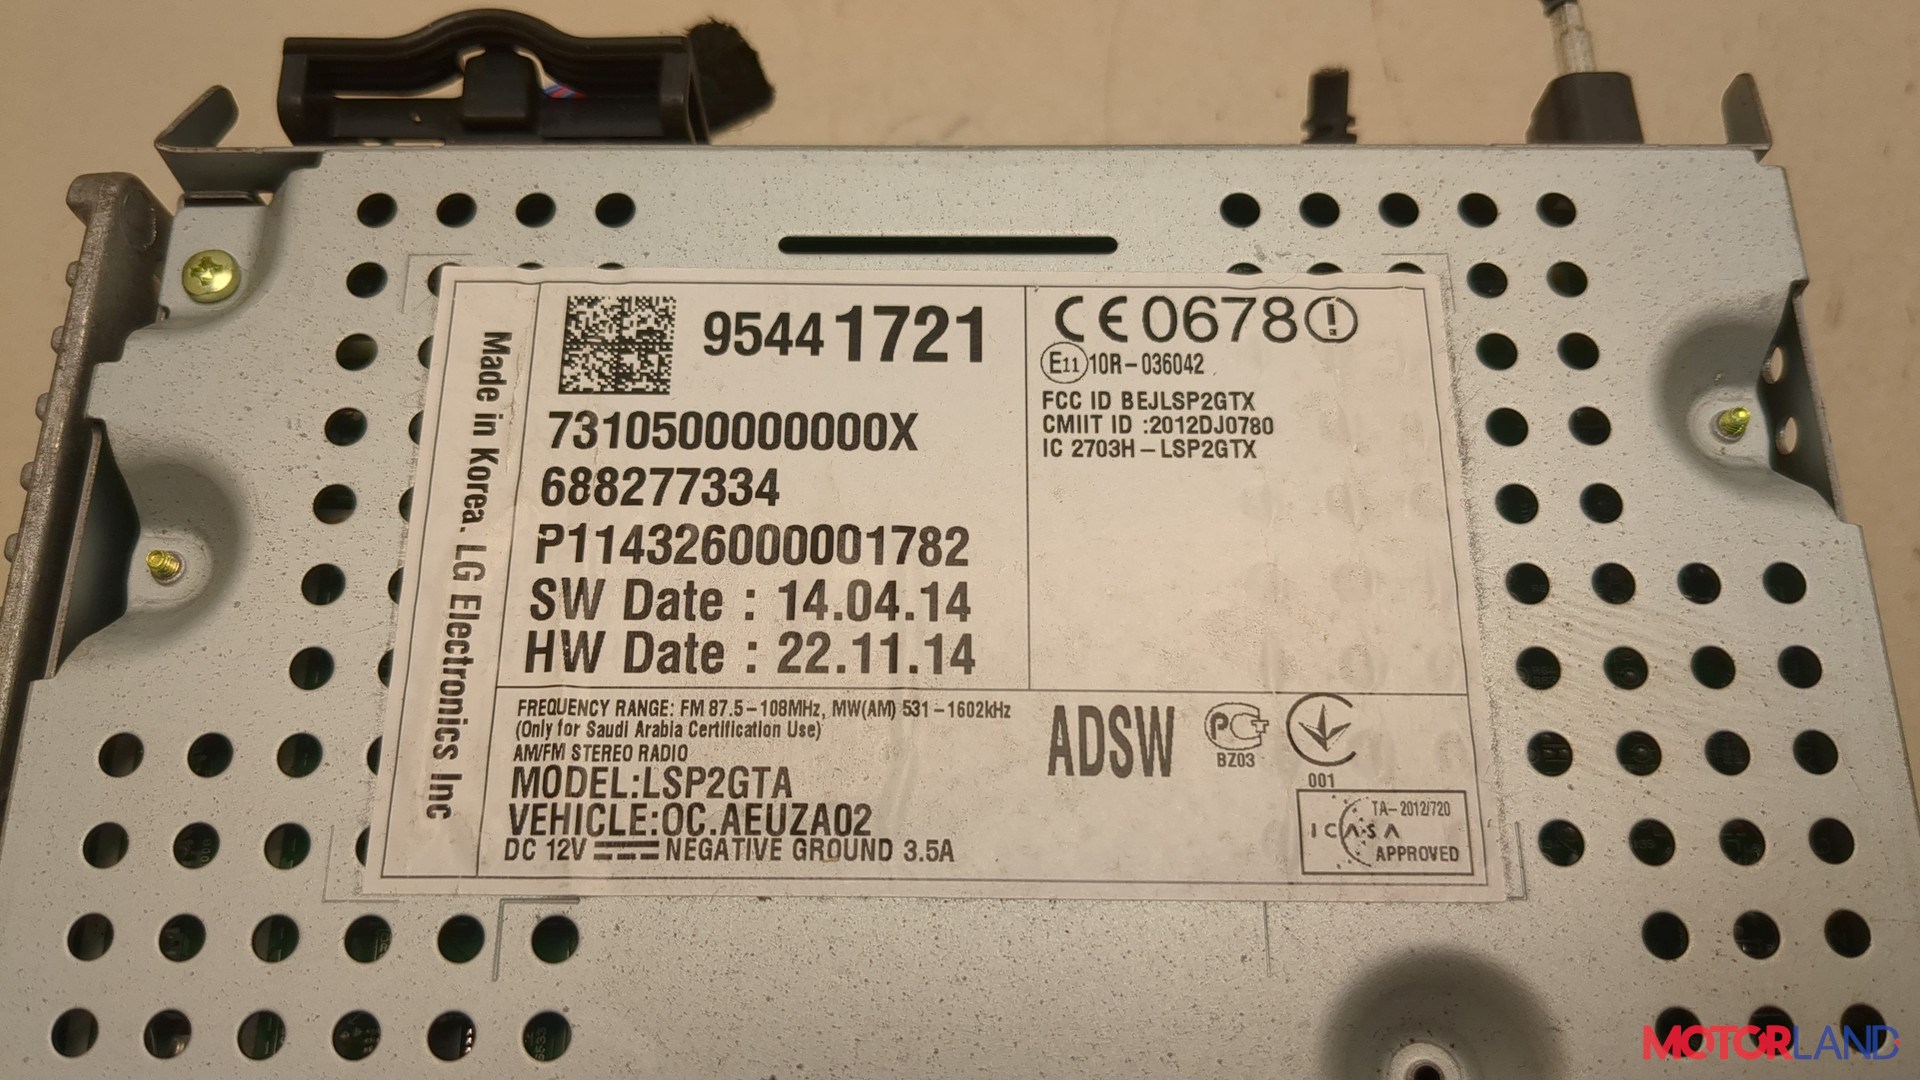 Made in Korea. LG Electronics Inc
95441721
7310500000000X
688277334
P114326000001782
SW Date : 14.04.14
HW Date : 22.11.14
CE0678
E11 10R-036042
FCC ID BEJLSP2GTX
CMIIT ID :2012DJ0780
IC 2703H-LSP2GTX
FREQUENCY RANGE: FM 87.5-108MHz, MW(AM) 531-1602kHz
(Only for Saudi Arabia Certification Use)
AM/FM STEREO RADIO
MODEL:LSP2GTA
VEHICLE:OC.AEUZA02
DC 12V NEGATIVE GROUND 3.5A
ADSW
BZ03
001
TA-2012/720
ICASA
APPROVED
MOTORLAND